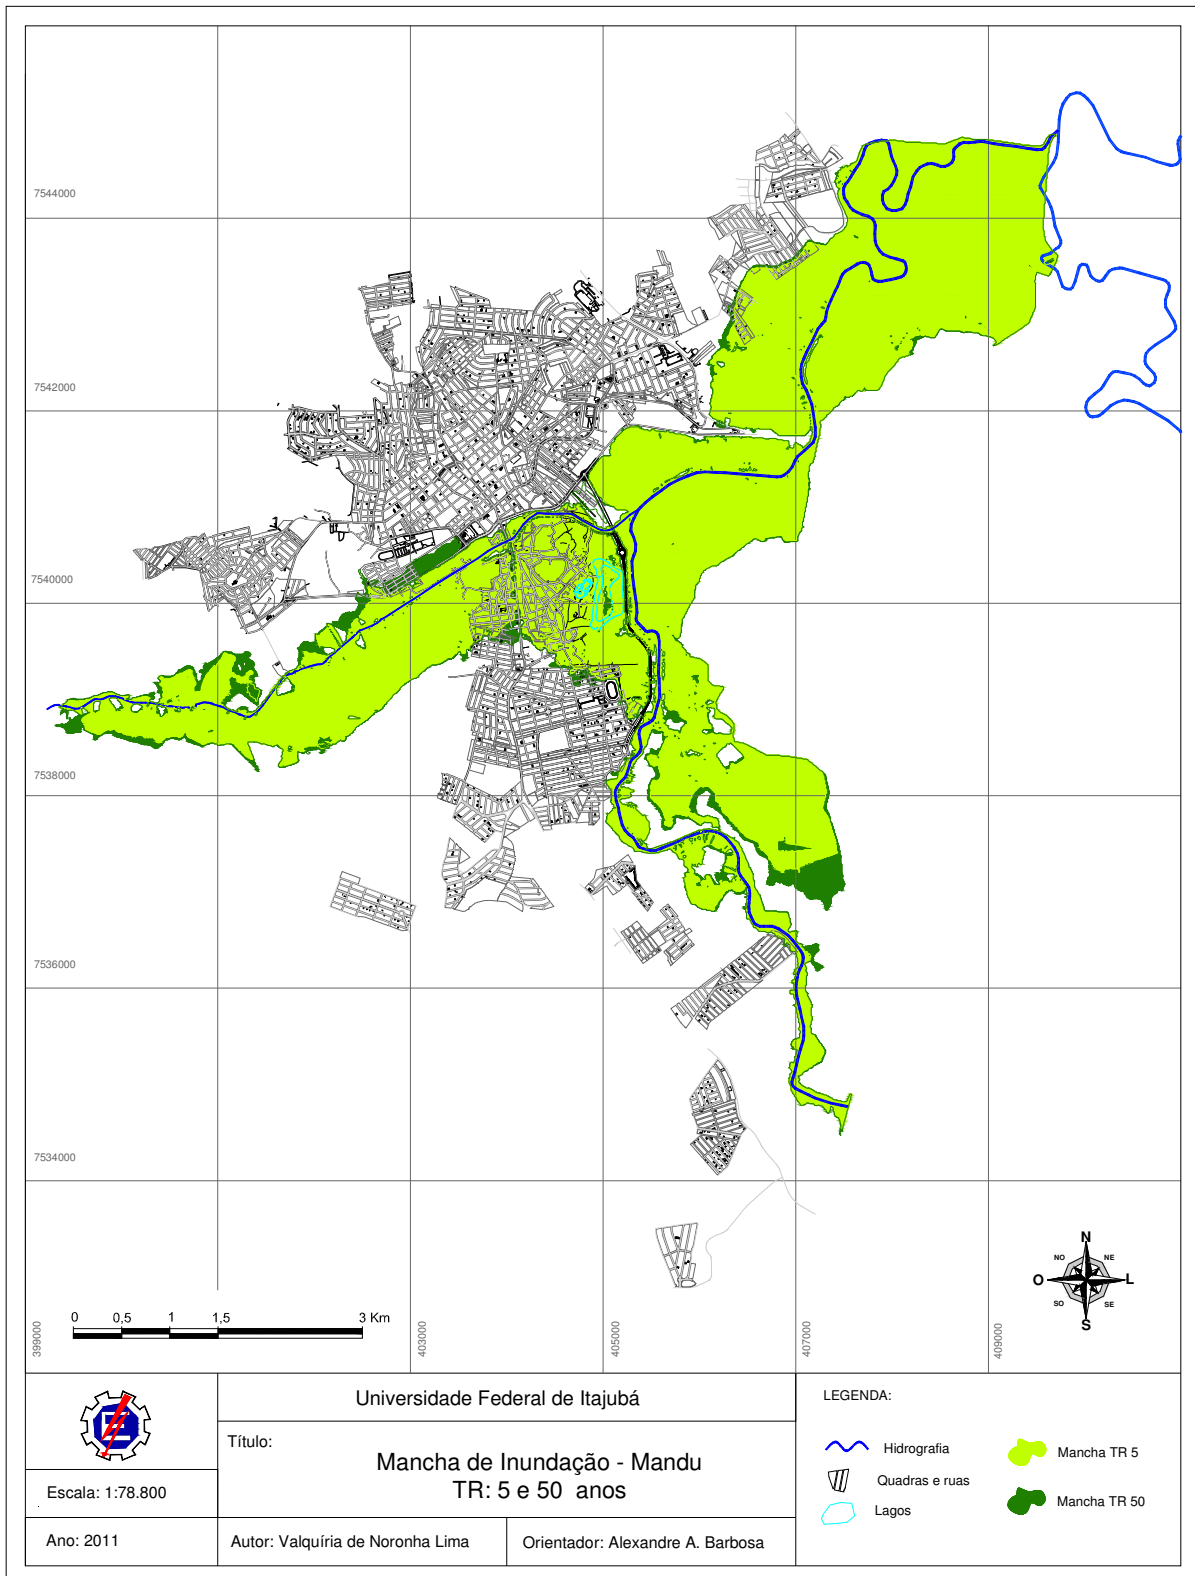 7544000
7542000
7540000
7538000
7536000
7534000
N
NO
NE
O
L
SO
SE
S
0 0,5 1 1,5 3 Km
399000
403000
405000
407000
409000
Universidade Federal de Itajubá
Título:
Mancha de Inundação - Mandu
TR: 5 e 50 anos
Escala: 1:78.800
Ano: 2011
Autor: Valquíria de Noronha Lima
Orientador: Alexandre A. Barbosa
LEGENDA:
Hidrografia
Quadras e ruas
Lagos
Mancha TR 5
Mancha TR 50